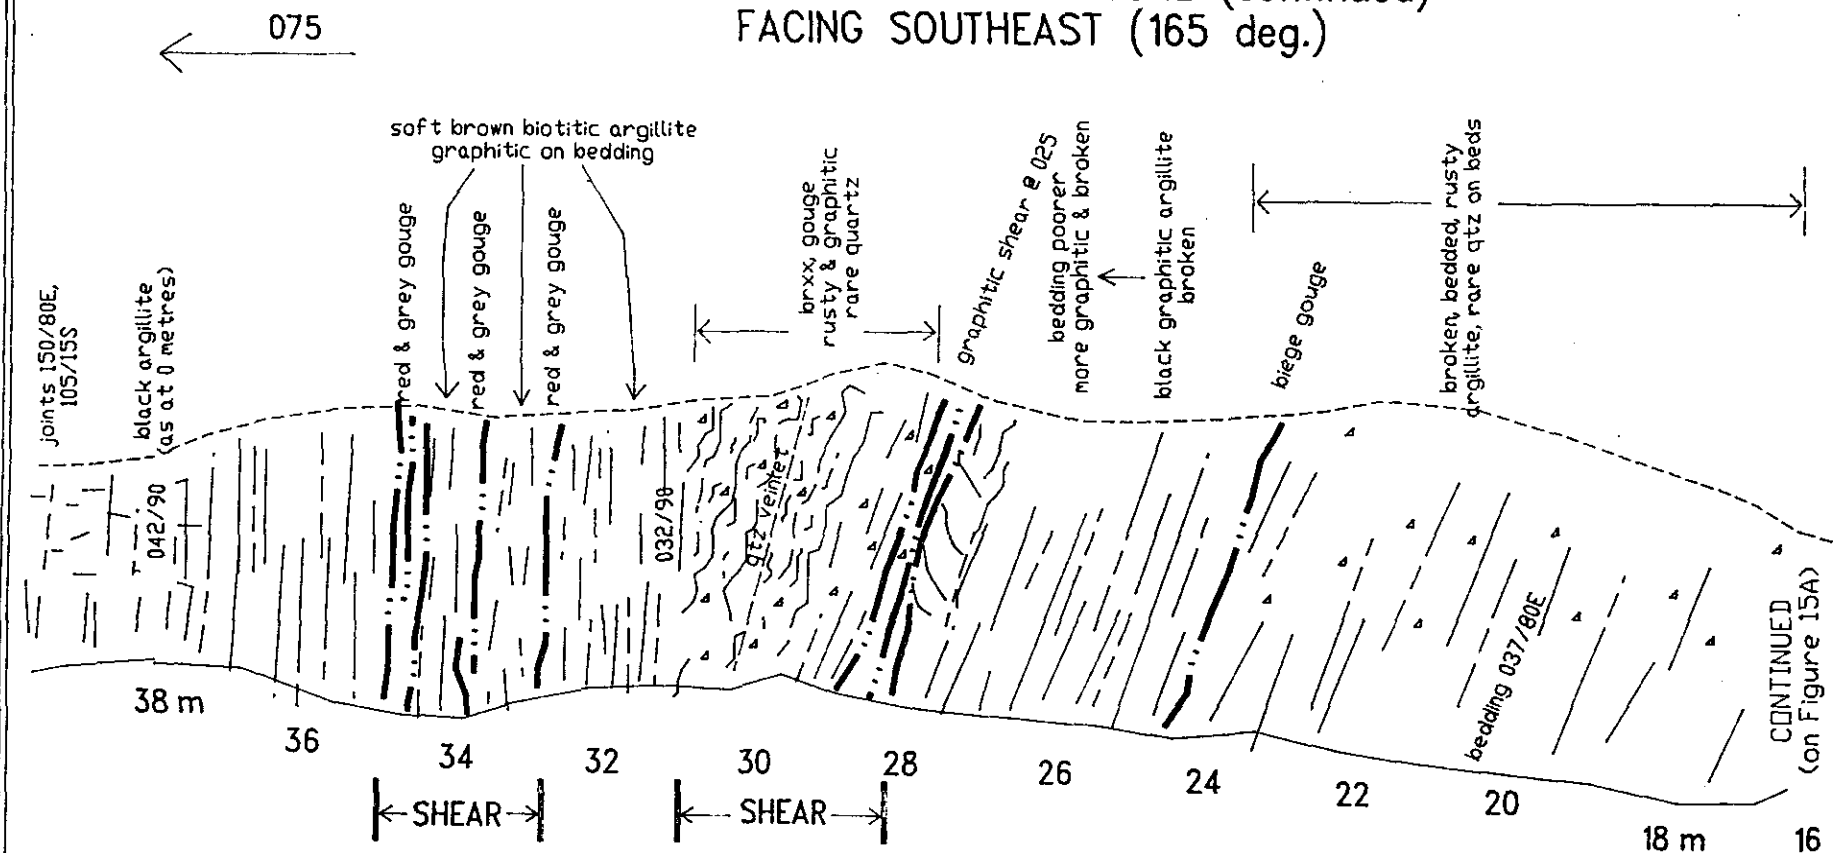 (continued)
FACING SOUTHEAST (165 deg.)
075
soft brown biotitic argillite
graphitic on bedding
joints 150/80E,
105/15S
black argillite
(as at 0 metres)
red & grey gouge
red & grey gouge
red & grey gouge
brxx, gouge
rusty & graphitic
rare quartz
graphitic shear @ 025
bedding poorer
more graphitic & broken
black graphitic argillite
broken
biege gouge
broken, bedded, rusty
argillite, rare qtz on beds
042/90
032/90
qtz veinlet
bedding 037/80E
CONTINUED
(on Figure 15A)
38 m
36
34
32
30
28
26
24
22
20
18 m
16
SHEAR
SHEAR